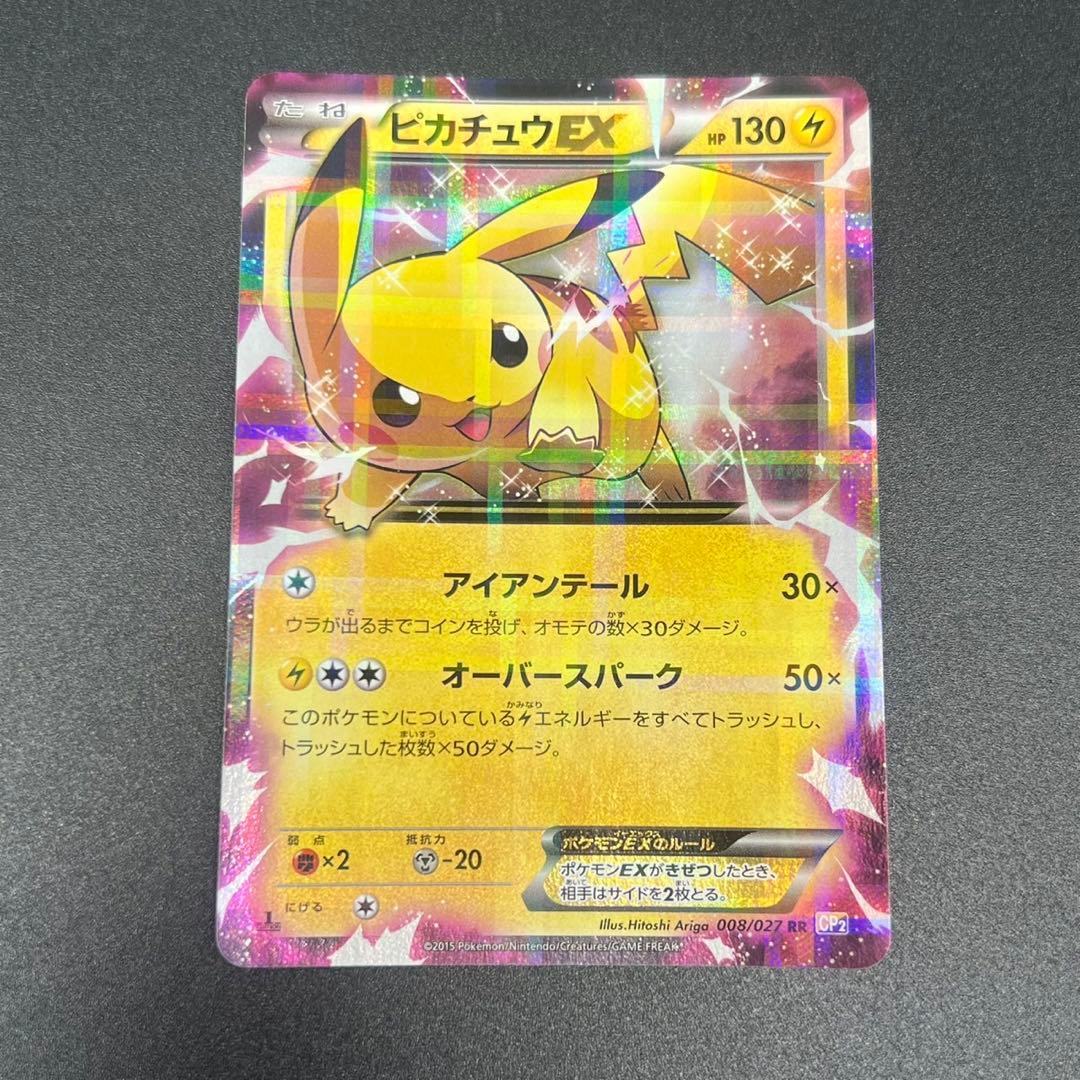 たね ピカチュウEX HP 130
アイアンテール 30×
ウラが出るまでコインを投げ、オモテの数×30ダメージ。
オーバースパーク 50×
このポケモンについているエネルギーをすべてトラッシュし、
トラッシュした枚数×50ダメージ。
弱点 抵抗力
×2 -20
ポケモンEXのルール
ポケモンEXがきぜつしたとき、
相手はサイドを2枚とる。
にげる
Illus.Hitoshi Ariga 008/027 RR CP2
©2015 Pokémon/Nintendo/Creatures/GAME FREAK.